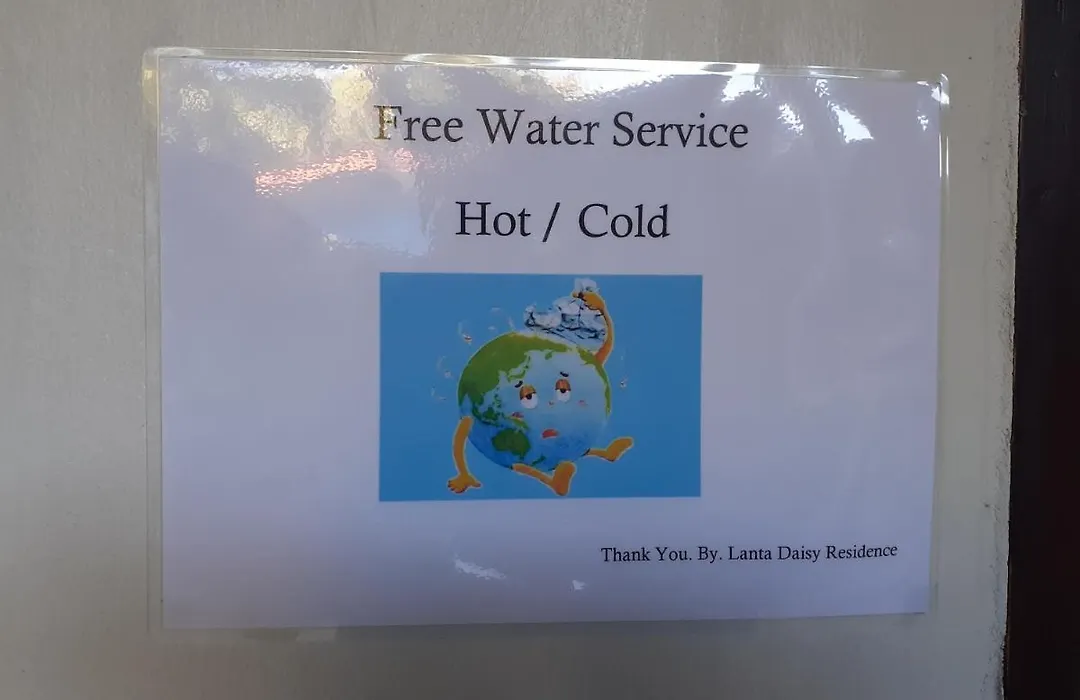 Free Water Service
Hot / Cold
Thank You. By. Lanta Daisy Residence